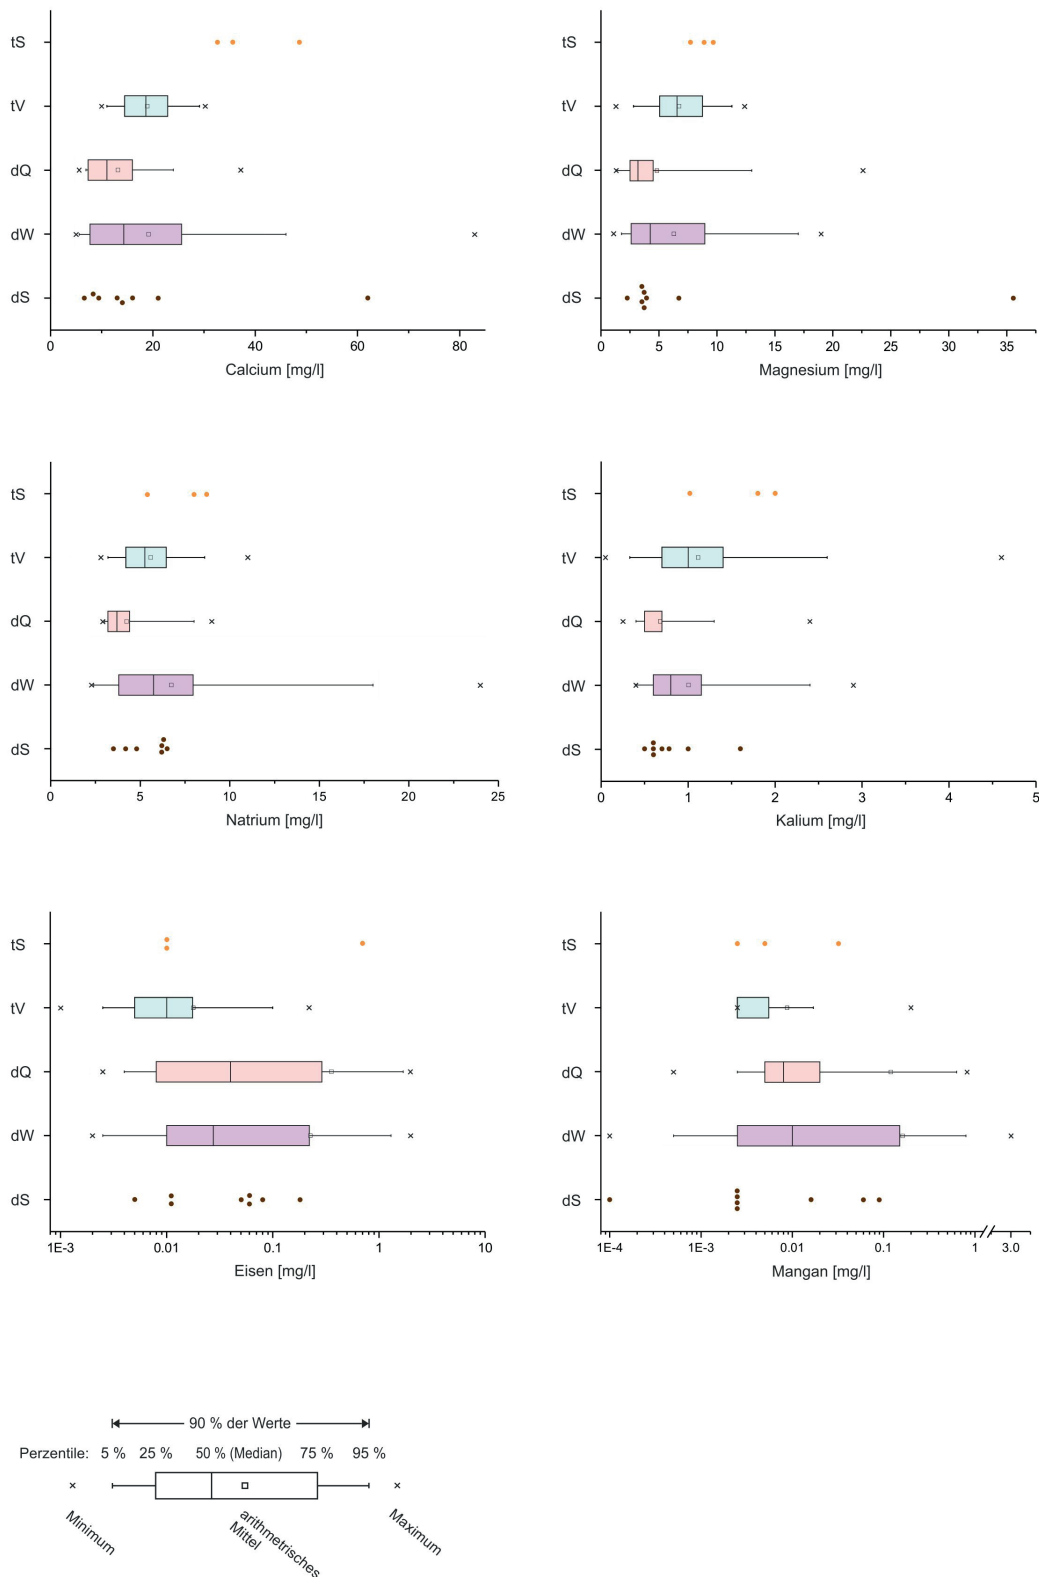 tS
tV
dQ
dW
dS
0 20 40 60 80
Calcium [mg/l]
tS
tV
dQ
dW
dS
0 5 10 15 20 25 30 35
Magnesium [mg/l]
tS
tV
dQ
dW
dS
0 5 10 15 20 25
Natrium [mg/l]
tS
tV
dQ
dW
dS
0 1 2 3 4 5
Kalium [mg/l]
tS
tV
dQ
dW
dS
1E-3 0.01 0.1 1 10
Eisen [mg/l]
tS
tV
dQ
dW
dS
1E-4 1E-3 0.01 0.1 1 3.0
Mangan [mg/l]
90 % der Werte
Perzentile: 5 % 25 % 50 % (Median) 75 % 95 %
Minimum
arithmetrisches
Mittel
Maximum